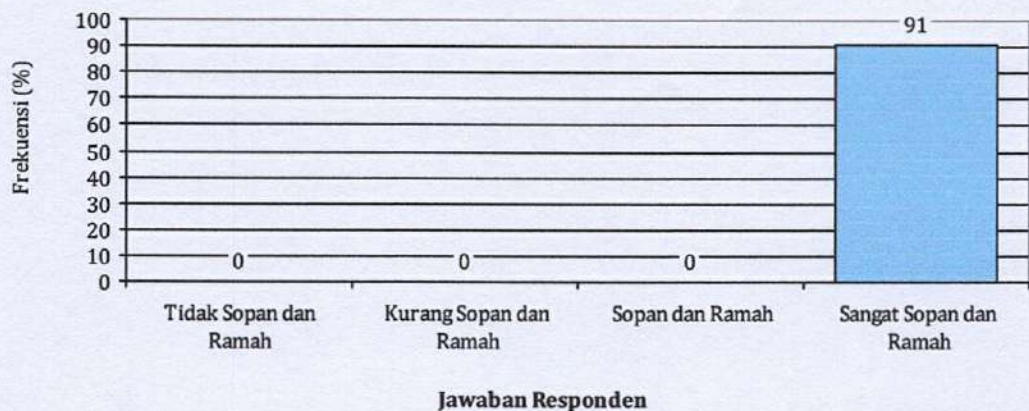 Frekuensi (%)
100
90
80
70
60
50
40
30
20
10
0
0
0
0
91
Tidak Sopan dan
Ramah
Kurang Sopan dan
Ramah
Sopan dan Ramah
Sangat Sopan dan
Ramah
Jawaban Responden